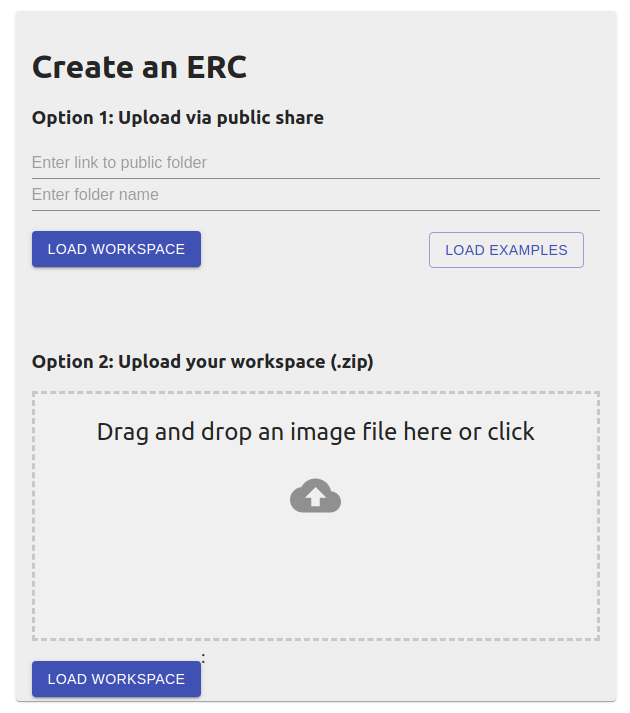 Create an ERC
Option 1: Upload via public share
Enter link to public folder
Enter folder name
LOAD WORKSPACE
LOAD EXAMPLES
Option 2: Upload your workspace (.zip)
Drag and drop an image file here or click
:
LOAD WORKSPACE